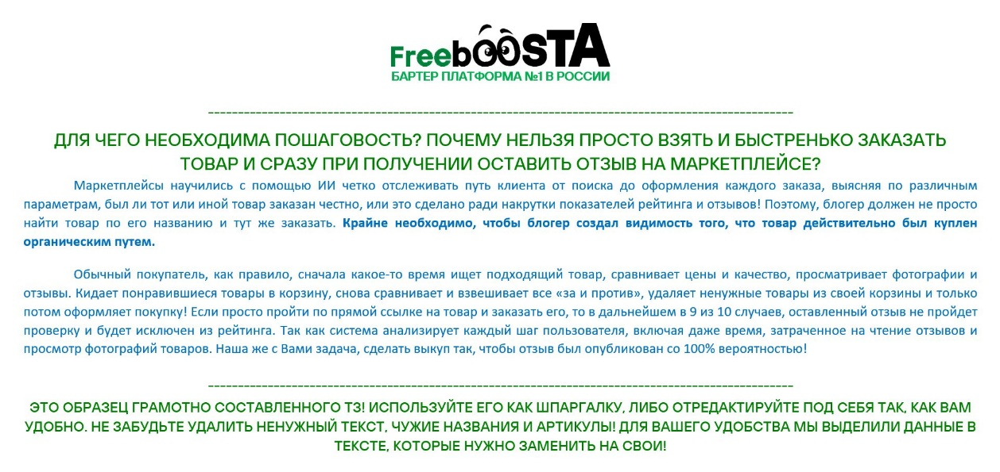 FreebOOSTA
БАРТЕР ПЛАТФОРМА №1 В РОССИИ
ДЛЯ ЧЕГО НЕОБХОДИМА ПОШАГОВОСТЬ? ПОЧЕМУ НЕЛЬЗЯ ПРОСТО ВЗЯТЬ И БЫСТРЕНЬКО ЗАКАЗАТЬ
ТОВАР И СРАЗУ ПРИ ПОЛУЧЕНИИ ОСТАВИТЬ ОТЗЫВ НА МАРКЕТПЛЕЙСЕ?
Маркетплейсы научились с помощью ИИ четко отслеживать путь клиента от поиска до оформления каждого заказа, выясняя по различным
параметрам, был ли тот или иной товар заказан честно, или это сделано ради накрутки показателей рейтинга и отзывов! Поэтому, блогер должен не просто
найти товар по его названию и тут же заказать. Крайне необходимо, чтобы блогер создал видимость того, что товар действительно был куплен
органическим путем.
Обычный покупатель, как правило, сначала какое-то время ищет подходящий товар, сравнивает цены и качество, просматривает фотографии и
отзывы. Кидает понравившиеся товары в корзину, снова сравнивает и взвешивает все «за и против», удаляет ненужные товары из своей корзины и только
потом оформляет покупку! Если просто пройти по прямой ссылке на товар и заказать его, то в дальнейшем в 9 из 10 случаев, оставленный отзыв не пройдет
проверку и будет исключен из рейтинга. Так как система анализирует каждый шаг пользователя, включая даже время, затраченное на чтение отзывов и
просмотр фотографий товаров. Наша же с Вами задача, сделать выкуп так, чтобы отзыв был опубликован со 100% вероятностью!
ЭТО ОБРАЗЕЦ ГРАМОТНО СОСТАВЛЕННОГО ТЗ! ИСПОЛЬЗУЙТЕ ЕГО КАК ШПАРГАЛКУ, ЛИБО ОТРЕДАКТИРУЙТЕ ПОД СЕБЯ ТАК, КАК ВАМ
УДОБНО. НЕ ЗАБУДЬТЕ УДАЛИТЬ НЕНУЖНЫЙ ТЕКСТ, ЧУЖИЕ НАЗВАНИЯ И АРТИКУЛЫ! ДЛЯ ВАШЕГО УДОБСТВА МЫ ВЫДЕЛИЛИ ДАННЫЕ В
ТЕКСТЕ, КОТОРЫЕ НУЖНО ЗАМЕНИТЬ НА СВОИ!